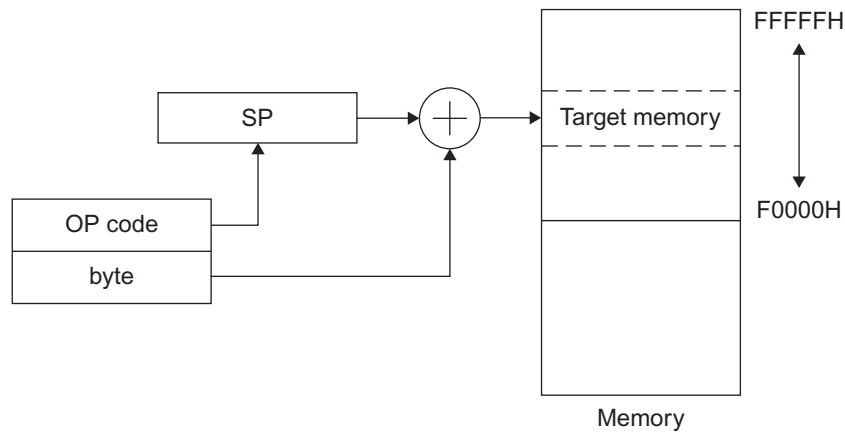 FFFFFH
SP
Target memory
OP code
F0000H
byte
Memory